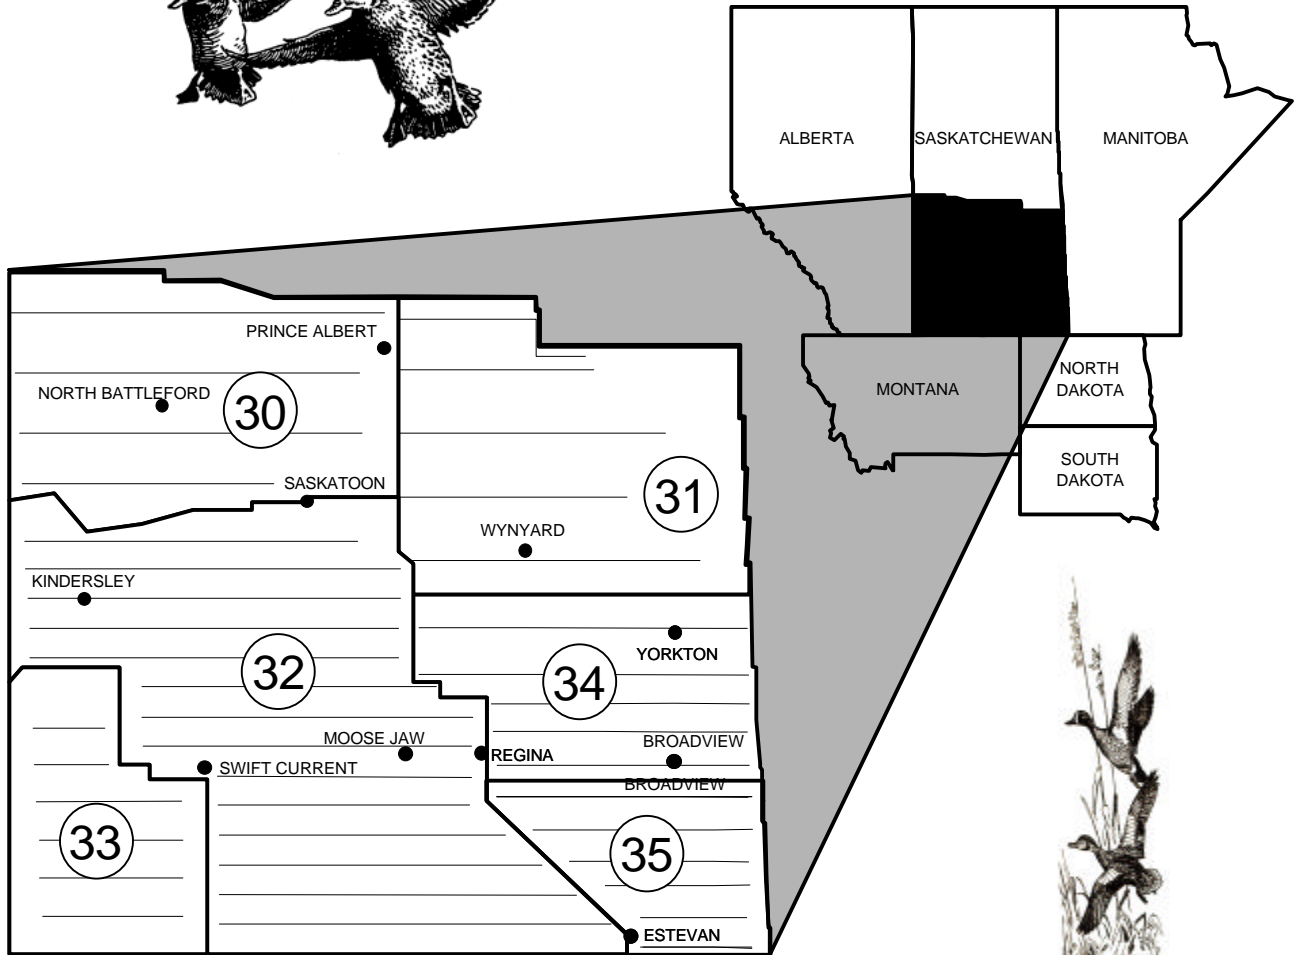 ALBERTA
SASKATCHEWAN
MANITOBA
MONTANA
NORTH
DAKOTA
SOUTH
DAKOTA
PRINCE ALBERT
NORTH BATTLEFORD
30
SASKATOON
31
WYNYARD
KINDERSLEY
32
34
YORKTON
MOOSE JAW
REGINA
BROADVIEW
SWIFT CURRENT
BROADVIEW
33
35
ESTEVAN